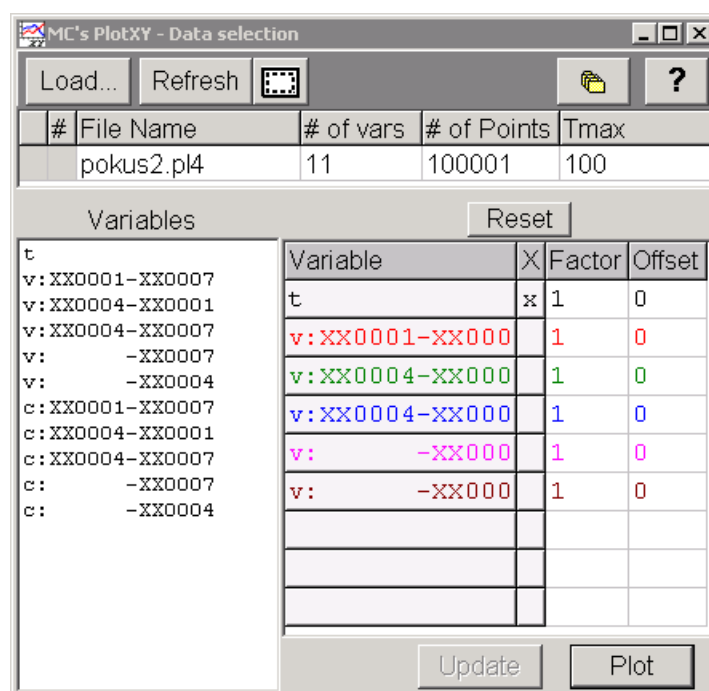 MC's PlotXY - Data selection
Load... Refresh ?
# File Name # of vars # of Points Tmax
pokus2.pl4 11 100001 100
Variables Reset
t
v:XX0001-XX0007
v:XX0004-XX0001
v:XX0004-XX0007
v: -XX0007
v: -XX0004
c:XX0001-XX0007
c:XX0004-XX0001
c:XX0004-XX0007
c: -XX0007
c: -XX0004
Variable X Factor Offset
t x 1 0
v:XX0001-XX000 1 0
v:XX0004-XX000 1 0
v:XX0004-XX000 1 0
v: -XX000 1 0
v: -XX000 1 0
Update Plot